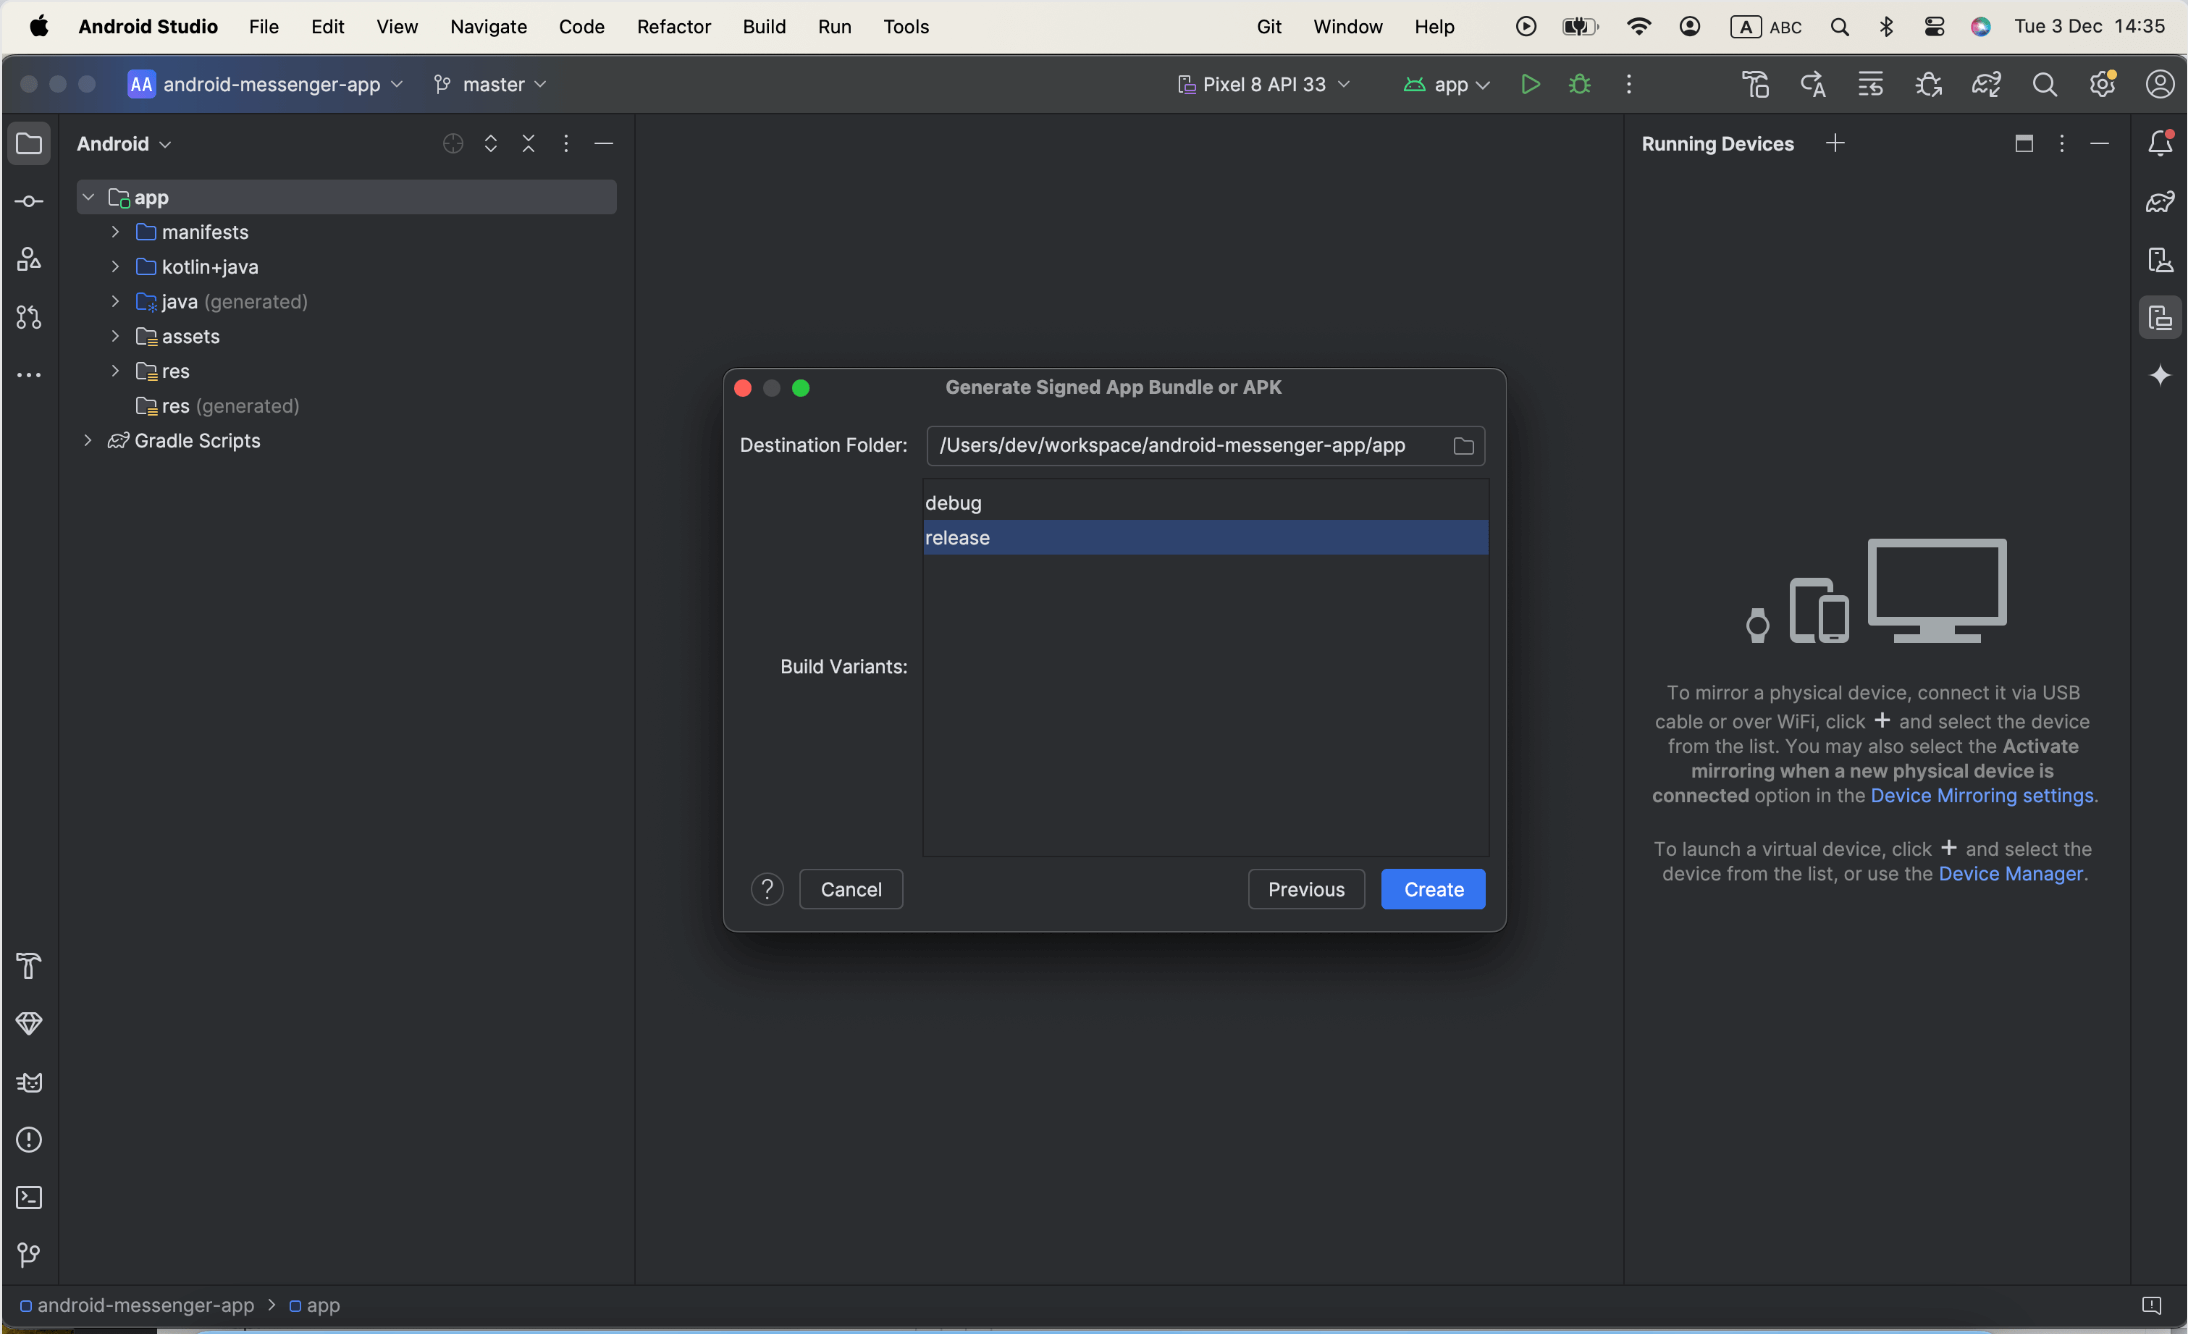 Android Studio File Edit View Navigate Code Refactor Build Run Tools Git Window Help A ABC Tue 3 Dec 14:35
AA android-messenger-app master Pixel 8 API 33 app
Android
app
manifests
kotlin+java
java (generated)
assets
res
res (generated)
Gradle Scripts
Generate Signed App Bundle or APK
Destination Folder: /Users/dev/workspace/android-messenger-app/app
debug
release
Build Variants:
? Cancel Previous Create
Running Devices
To mirror a physical device, connect it via USB
cable or over WiFi, click + and select the device
from the list. You may also select the Activate
mirroring when a new physical device is
connected option in the Device Mirroring settings.
To launch a virtual device, click + and select the
device from the list, or use the Device Manager.
android-messenger-app > app